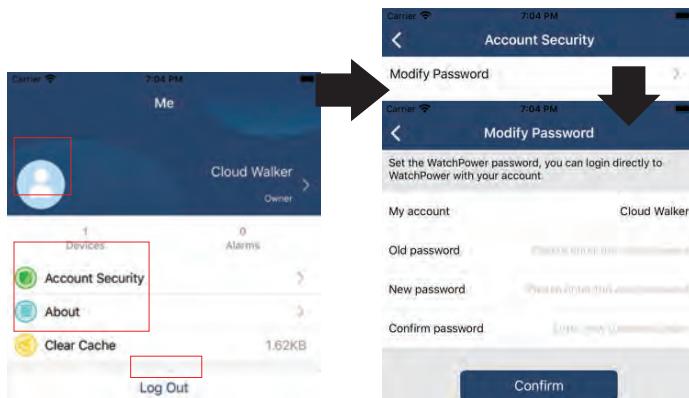 Carrier 7:04 PM
Me
Cloud Walker
Owner
1
0
Devices
Alarms
Account Security
About
Clear Cache
1.62KB
Log Out
Carrier 7:04 PM
Account Security
Modify Password
Carrier 7:04 PM
Modify Password
Set the WatchPower password, you can login directly to
WatchPower with your account
My account
Cloud Walker
Old password
New password
Confirm password
Confirm